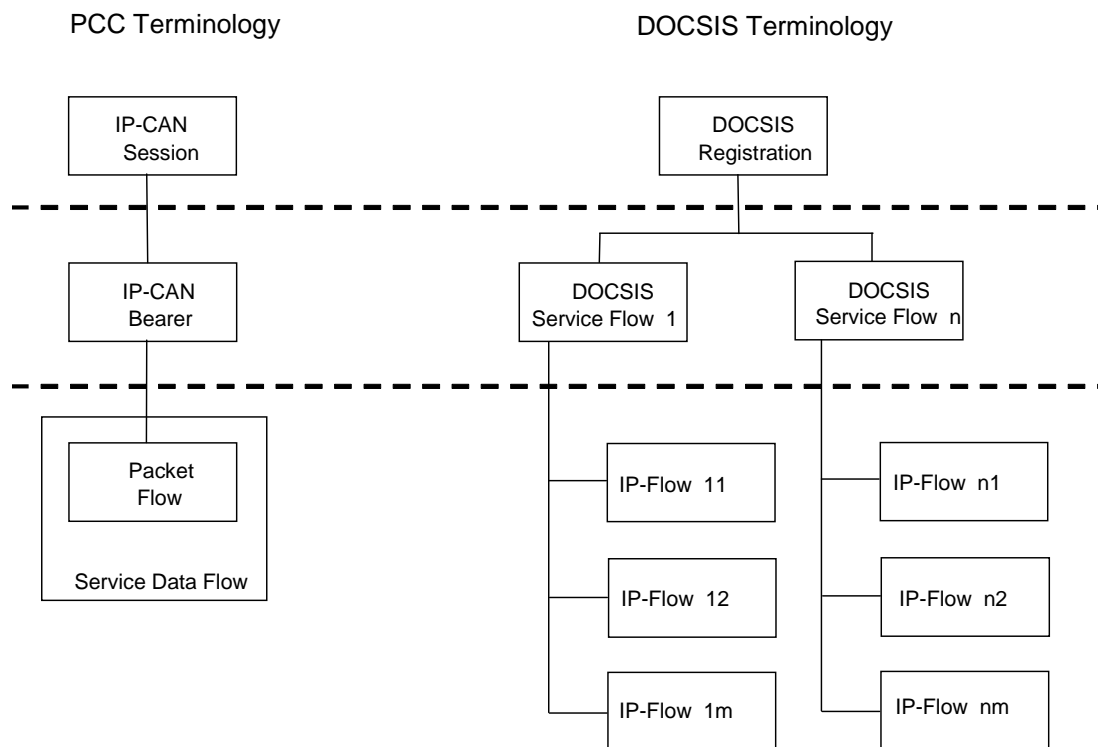 PCC Terminology
DOCSIS Terminology
IP-CAN
Session
DOCSIS
Registration
IP-CAN
Bearer
DOCSIS
Service Flow 1
DOCSIS
Service Flow n
Packet
Flow
Service Data Flow
IP-Flow 11
IP-Flow n1
IP-Flow 12
IP-Flow n2
IP-Flow 1m
IP-Flow nm